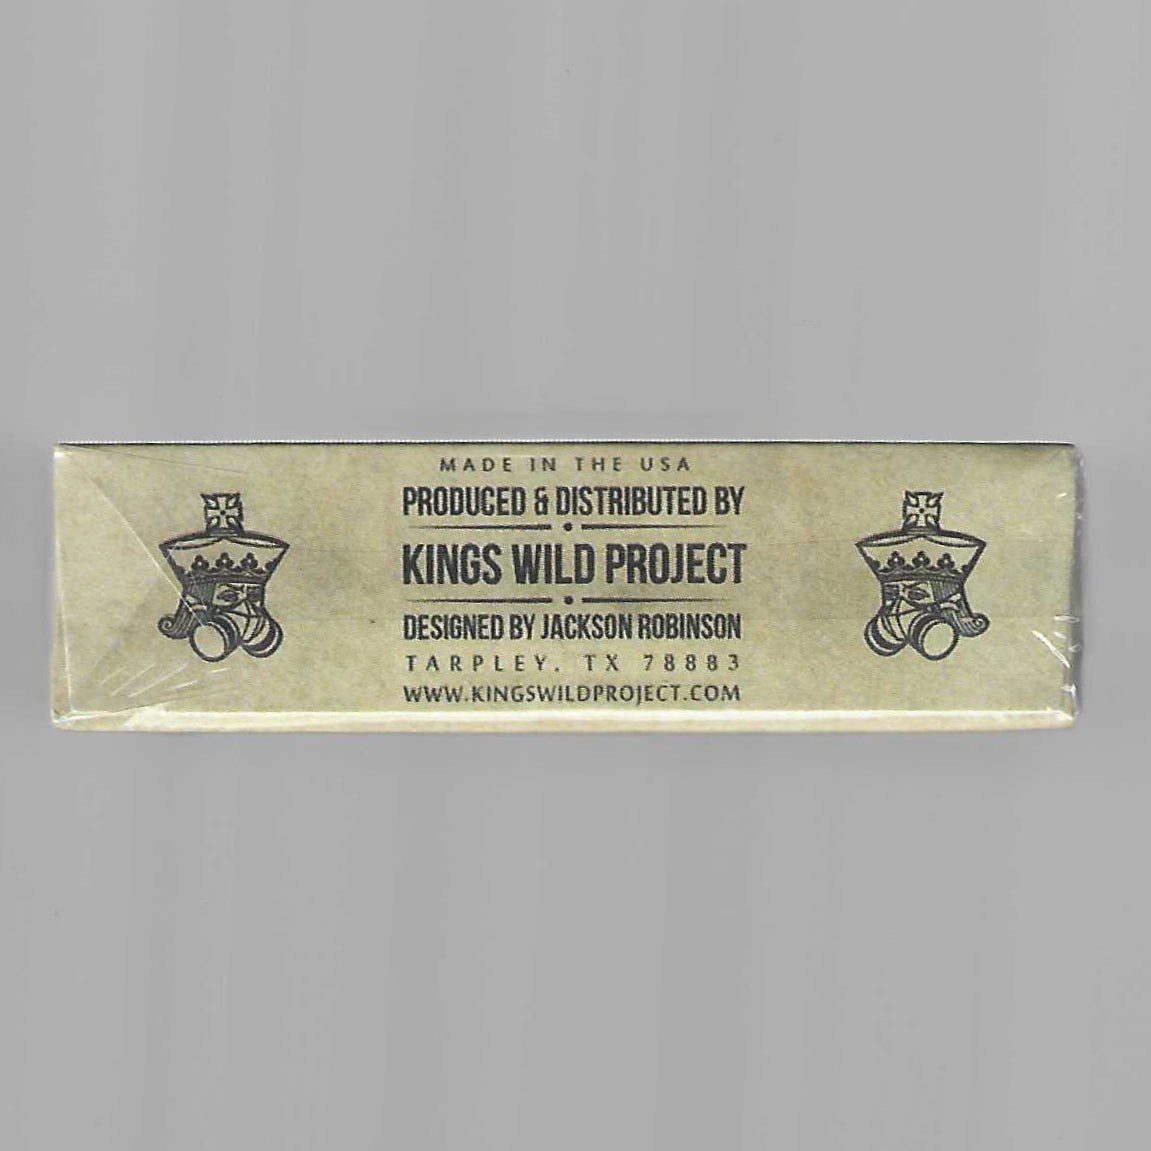 MADE IN THE USA
PRODUCED & DISTRIBUTED BY
KINGS WILD PROJECT
DESIGNED BY JACKSON ROBINSON
TARPLEY, TX 78883
WWW.KINGSWILDPROJECT.COM